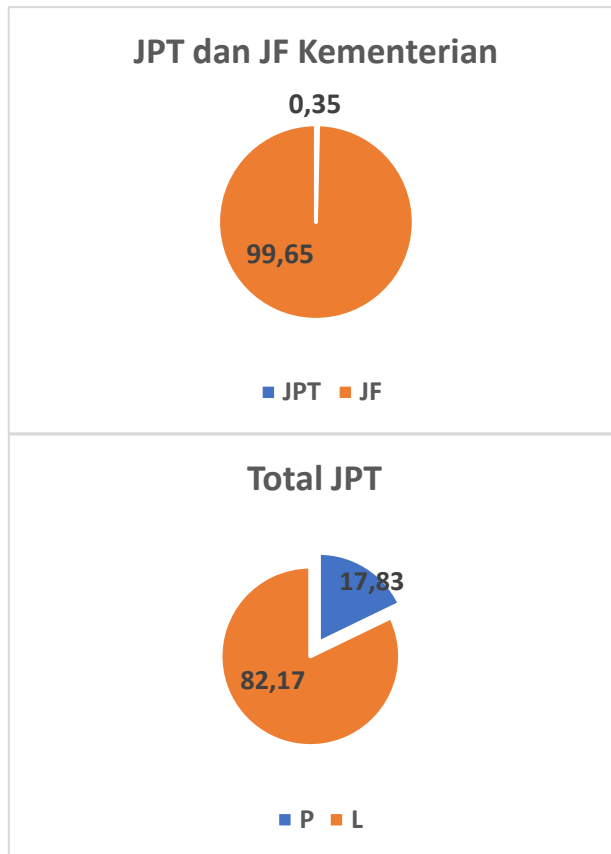 JPT dan JF Kementerian
0,35
99,65
JPT JF
Total JPT
17,83
82,17
P L